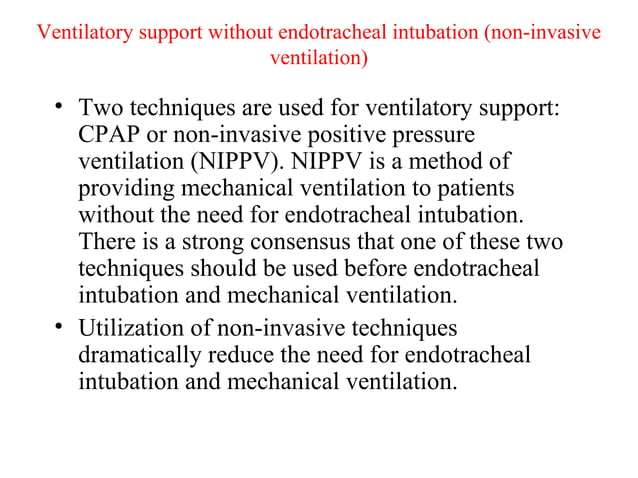 Ventilatory support without endotracheal intubation (non-invasive
ventilation)
• Two techniques are used for ventilatory support:
CPAP or non-invasive positive pressure
ventilation (NIPPV). NIPPV is a method of
providing mechanical ventilation to patients
without the need for endotracheal intubation.
There is a strong consensus that one of these two
techniques should be used before endotracheal
intubation and mechanical ventilation.
• Utilization of non-invasive techniques
dramatically reduce the need for endotracheal
intubation and mechanical ventilation.